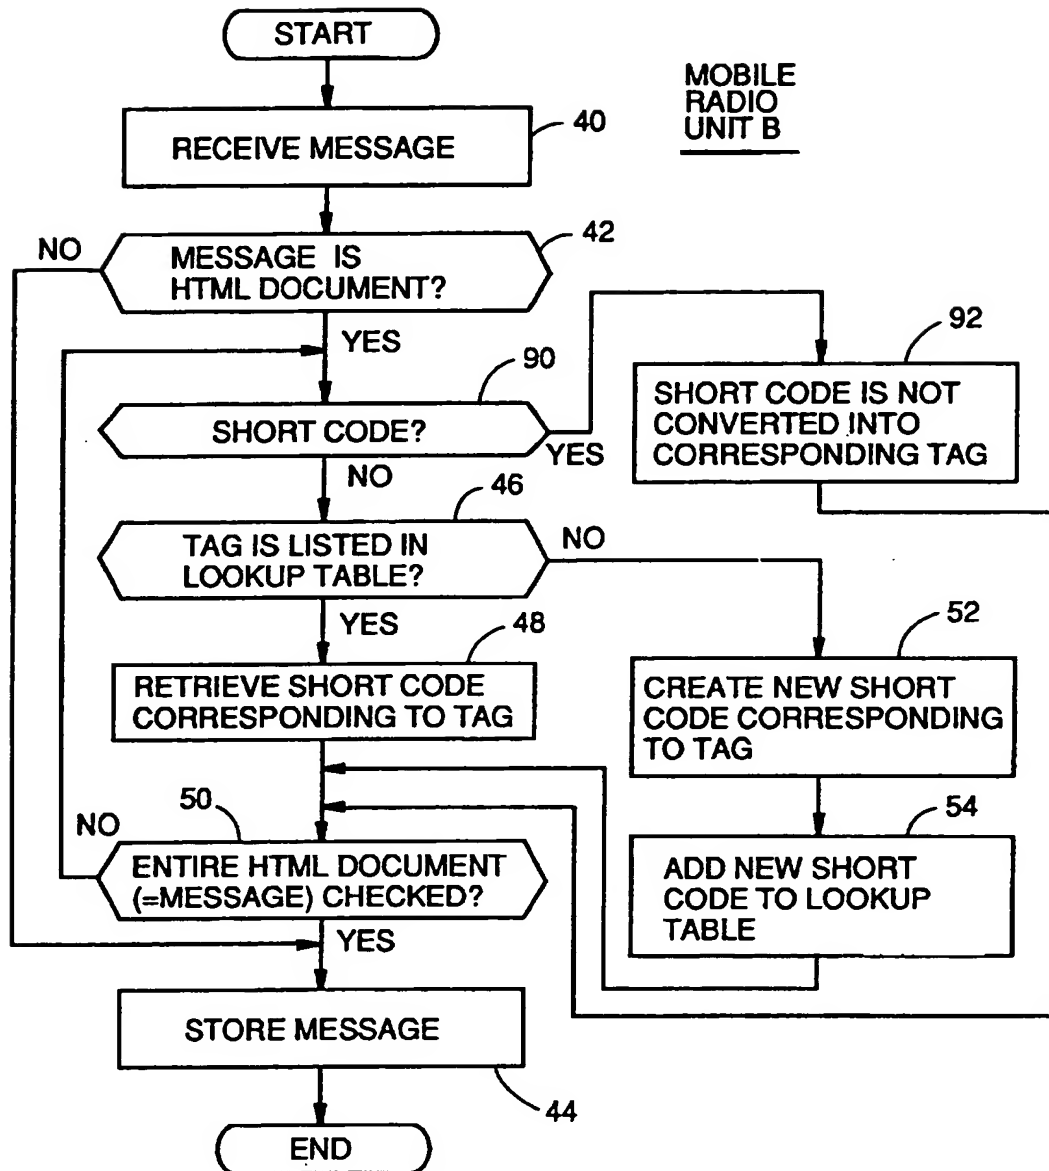 START
MOBILE
RADIO
UNIT B
40
RECEIVE MESSAGE
42
NO
MESSAGE IS
HTML DOCUMENT?
YES
92
90
SHORT CODE IS NOT
CONVERTED INTO
CORRESPONDING TAG
SHORT CODE?
YES
NO
46
TAG IS LISTED IN
LOOKUP TABLE?
NO
YES
48
52
RETRIEVE SHORT CODE
CORRESPONDING TO TAG
CREATE NEW SHORT
CODE CORRESPONDING
TO TAG
50
54
NO
ENTIRE HTML DOCUMENT
(=MESSAGE) CHECKED?
ADD NEW SHORT
CODE TO LOOKUP
TABLE
YES
STORE MESSAGE
44
END